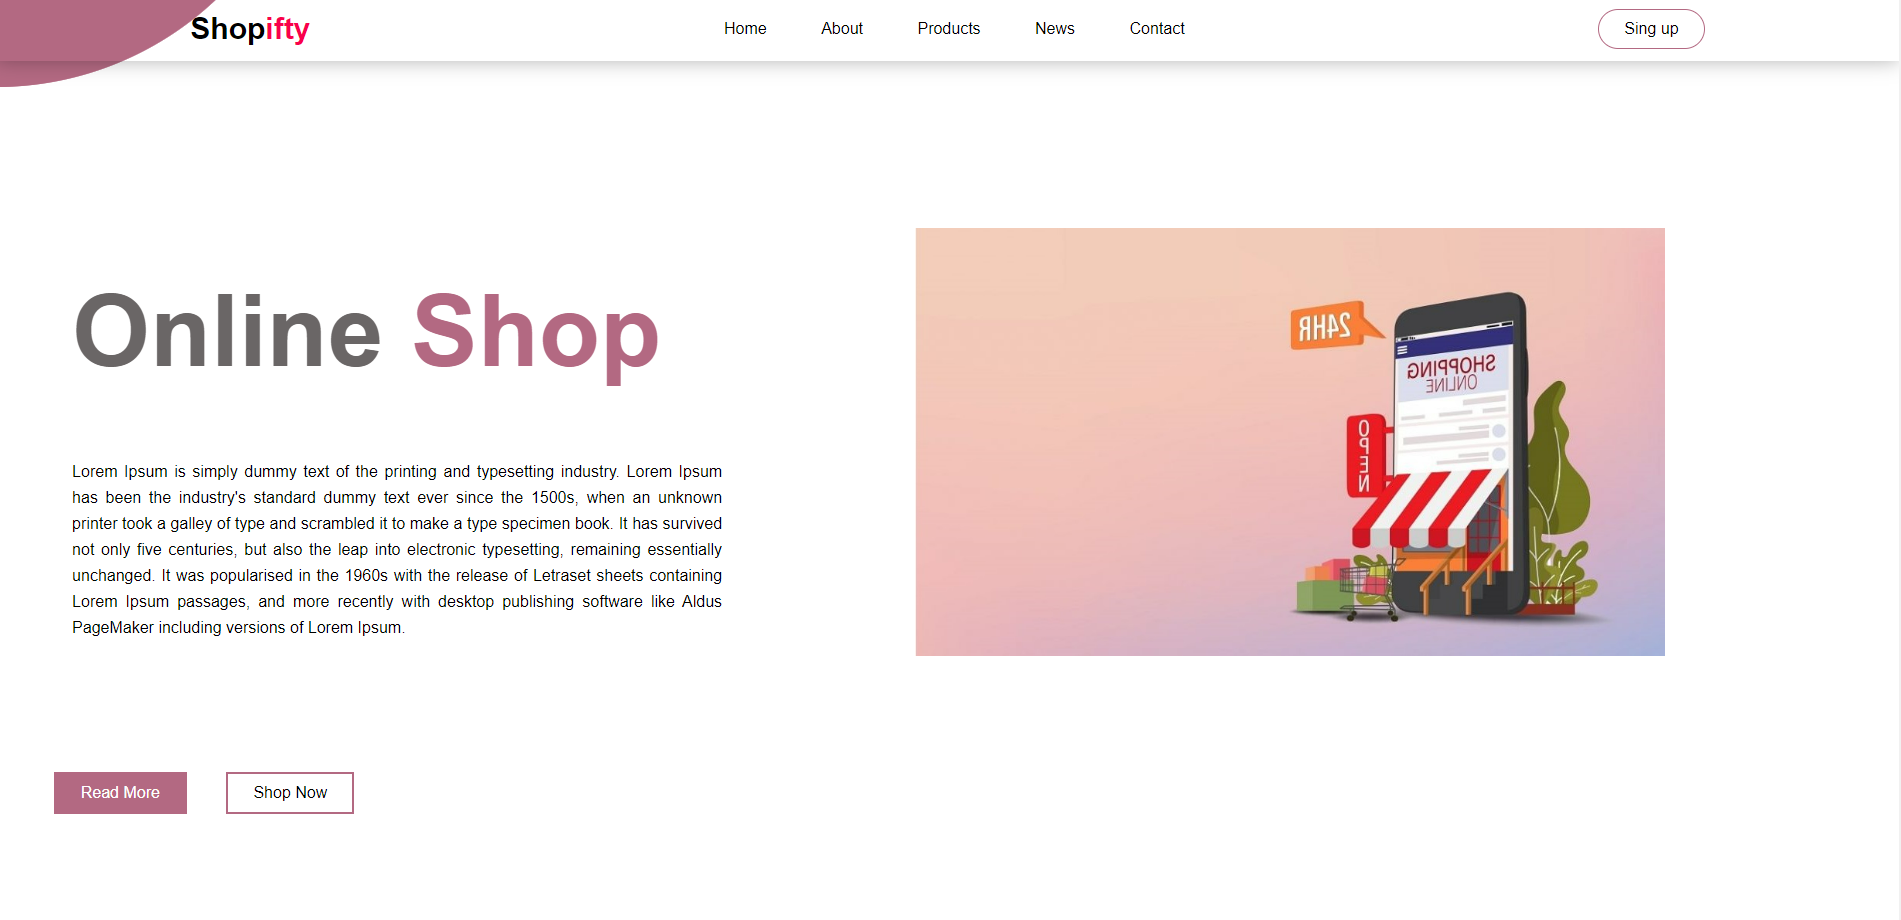 Shopifty
Home About Products News Contact
Sing up
Online Shop
24HR
SHOPPING
ONLINE
OPEN
Lorem Ipsum is simply dummy text of the printing and typesetting industry. Lorem Ipsum
has been the industry's standard dummy text ever since the 1500s, when an unknown
printer took a galley of type and scrambled it to make a type specimen book. It has survived
not only five centuries, but also the leap into electronic typesetting, remaining essentially
unchanged. It was popularised in the 1960s with the release of Letraset sheets containing
Lorem Ipsum passages, and more recently with desktop publishing software like Aldus
PageMaker including versions of Lorem Ipsum.
Read More
Shop Now